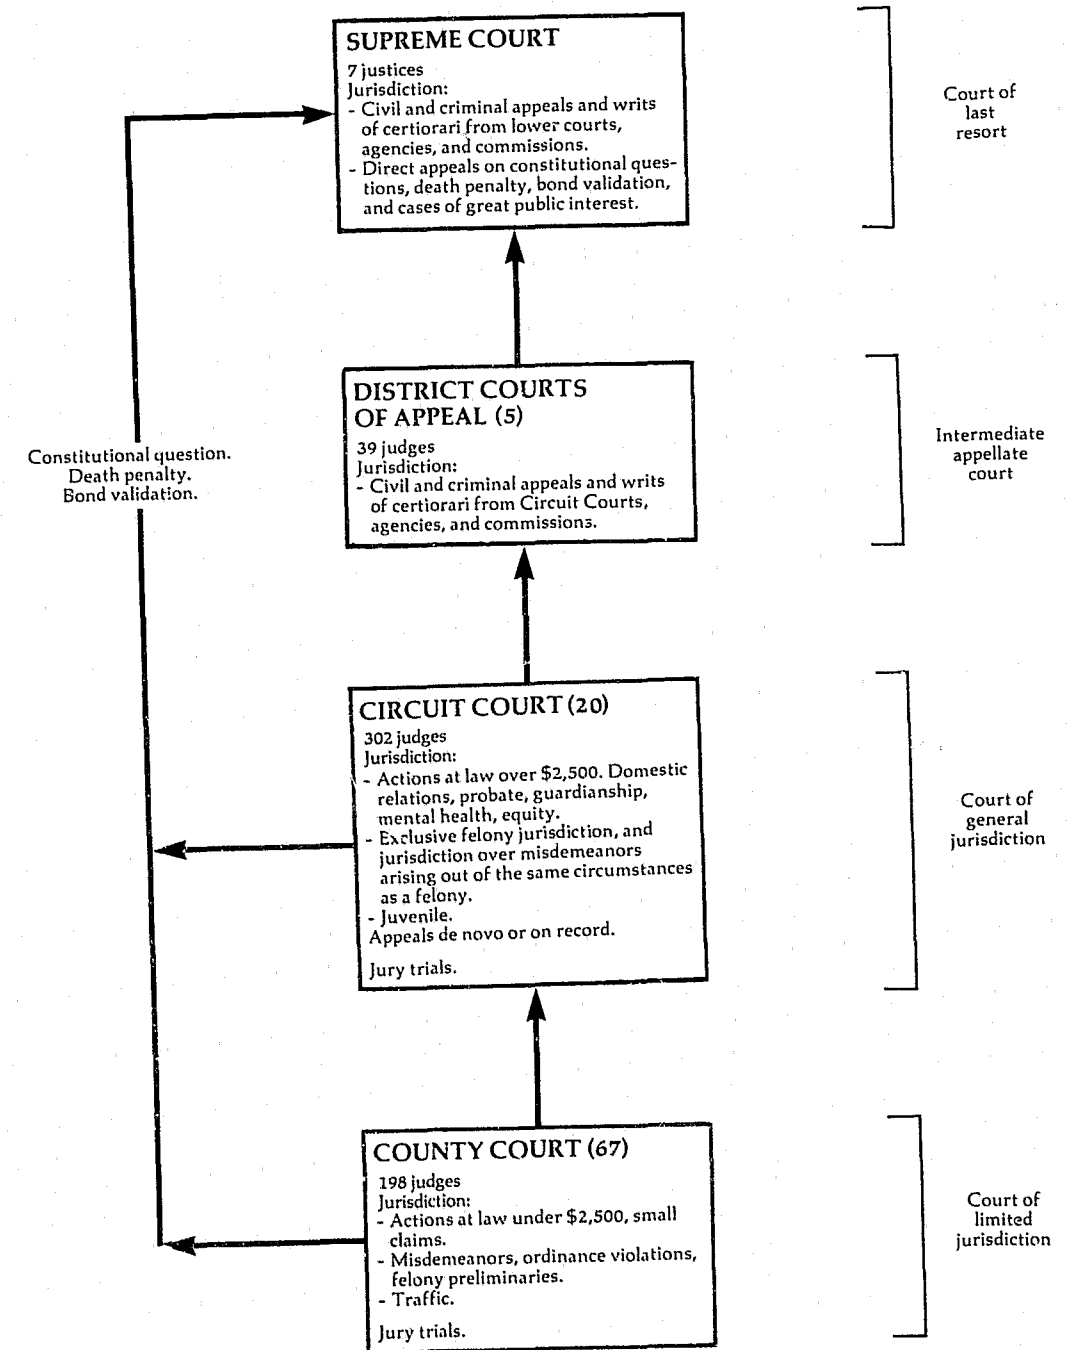 SUPREME COURT
7 justices
Jurisdiction:
- Civil and criminal appeals and writs
of certiorari from lower courts,
agencies, and commissions.
- Direct appeals on constitutional ques-
tions, death penalty, bond validation,
and cases of great public interest.
Court of
last
resort
DISTRICT COURTS
OF APPEAL (5)
39 judges
Jurisdiction:
- Civil and criminal appeals and writs
of certiorari from Circuit Courts,
agencies, and commissions.
Intermediate
appellate
court
Constitutional question.
Death penalty.
Bond validation.
CIRCUIT COURT (20)
302 judges
Jurisdiction:
- Actions at law over $2,500. Domestic
relations, probate, guardianship,
mental health, equity.
- Exclusive felony jurisdiction, and
jurisdiction over misdemeanors
arising out of the same circumstances
as a felony.
- Juvenile.
Appeals de novo or on record.
Jury trials.
Court of
general
jurisdiction
COUNTY COURT (67)
198 judges
Jurisdiction:
- Actions at law under $2,500, small
claims.
- Misdemeanors, ordinance violations,
felony preliminaries.
- Traffic.
Jury trials.
Court of
limited
jurisdiction